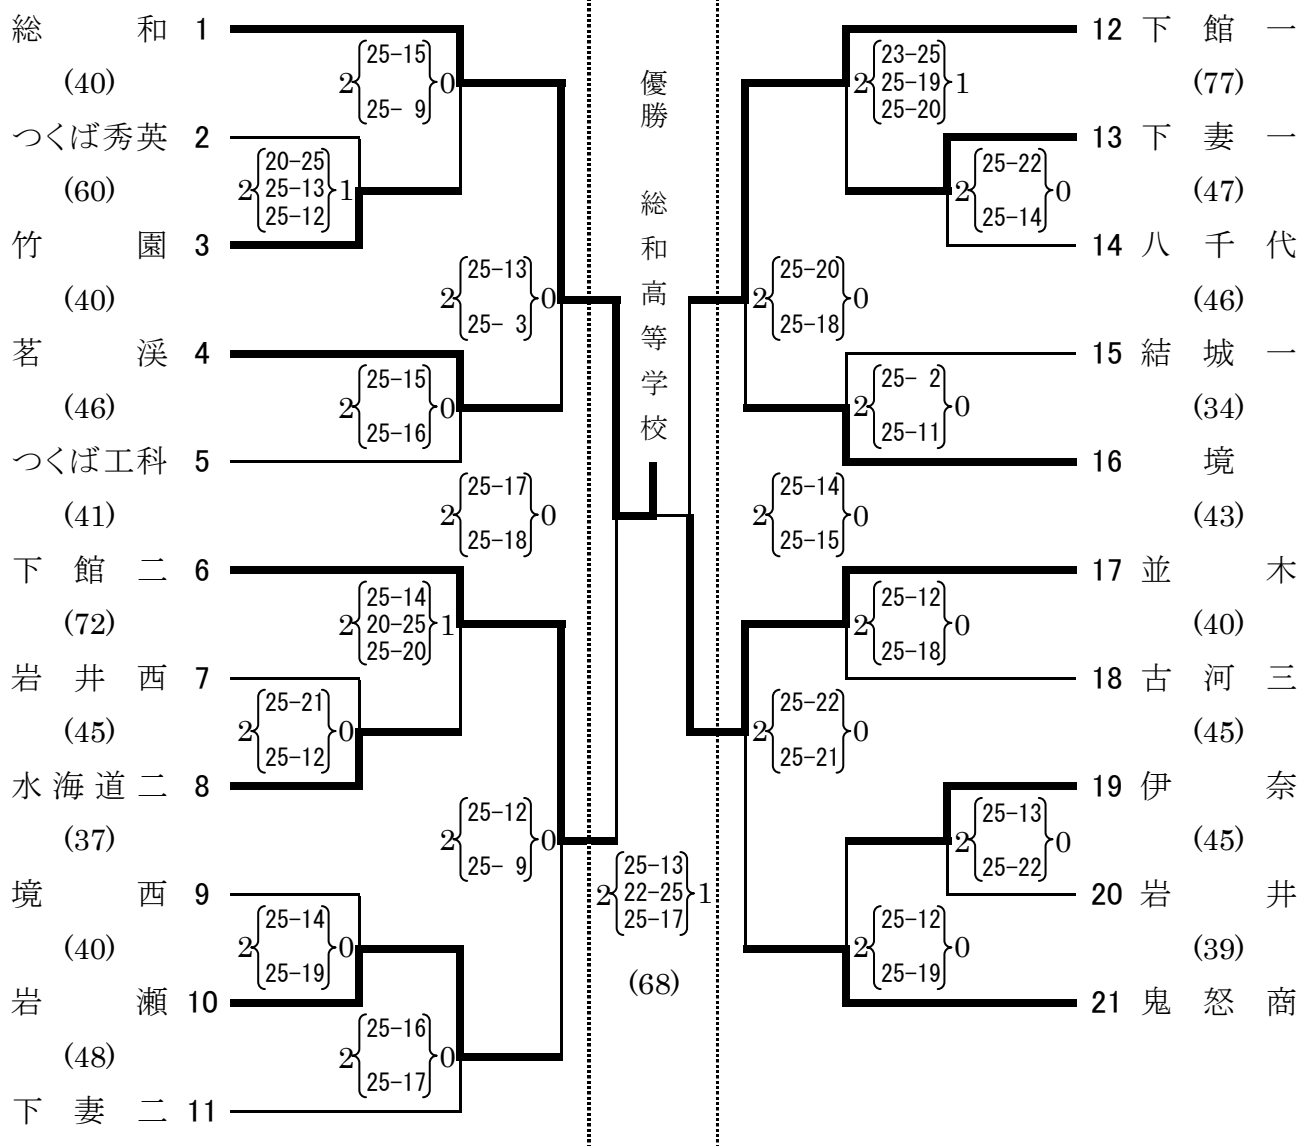 総和 1
2 25-15 25- 9 0
(40)
つくば秀英 2
(60)
2 20-25 25-13 25-12 1
竹園 3
(40)
2 25-13 25- 3 0
茗渓 4
(46)
2 25-15 25-16 0
つくば工科 5
(41)
2 25-17 25-18 0
下館二 6
(72)
2 25-14 20-25 25-20 1
岩井西 7
(45)
2 25-21 25-12 0
水海道二 8
(37)
2 25-12 25- 9 0
境西 9
(40)
2 25-14 25-19 0
岩瀬 10
(48)
2 25-16 25-17 0
下妻二 11
優勝 総和高等学校
2 25-13 22-25 25-17 1
(68)
12 下館一
2 23-25 25-19 25-20 1
(77)
13 下妻一
2 25-22 25-14 0
(47)
14 八千代
2 25-20 25-18 0
(46)
15 結城一
2 25- 2 25-11 0
(34)
16 境
2 25-14 25-15 0
(43)
17 並木
2 25-12 25-18 0
(40)
18 古河三
2 25-22 25-21 0
(45)
19 伊奈
2 25-13 25-22 0
(45)
20 岩井
2 25-12 25-19 0
(39)
21 鬼怒商